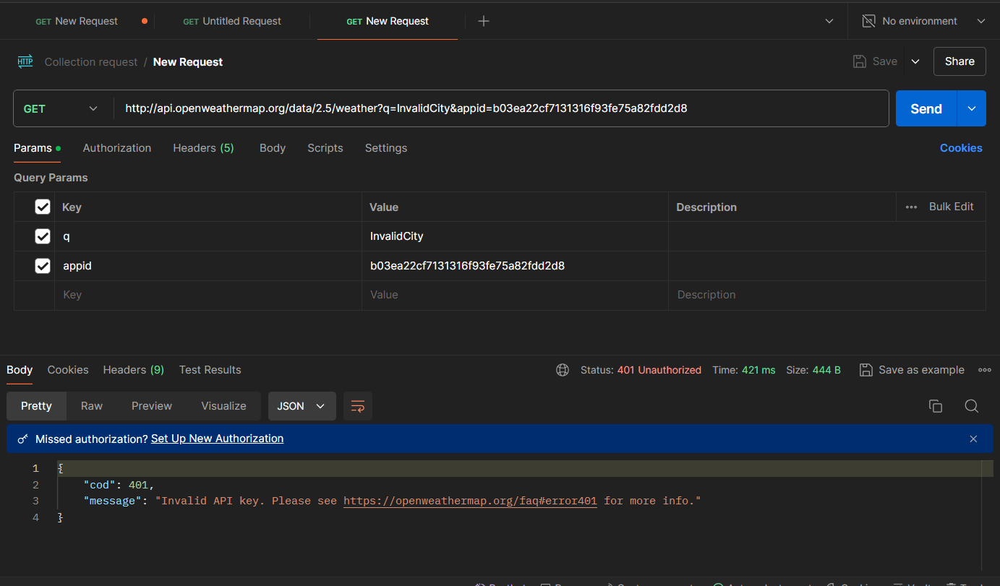 GET New Request GET Untitled Request GET New Request No environment
HTTP Collection request / New Request Save Share
GET http://api.openweathermap.org/data/2.5/weather?q=InvalidCity&appid=b03ea22cf7131316f93fe75a82fdd2d8 Send
Params Authorization Headers (5) Body Scripts Settings Cookies
Query Params
Key Value Description Bulk Edit
q InvalidCity
appid b03ea22cf7131316f93fe75a82fdd2d8
Key Value Description
Body Cookies Headers (9) Test Results Status: 401 Unauthorized Time: 421 ms Size: 444 B Save as example
Pretty Raw Preview Visualize JSON
Missed authorization? Set Up New Authorization
1 {
2 "cod": 401,
3 "message": "Invalid API key. Please see https://openweathermap.org/faq#error401 for more info."
4 }